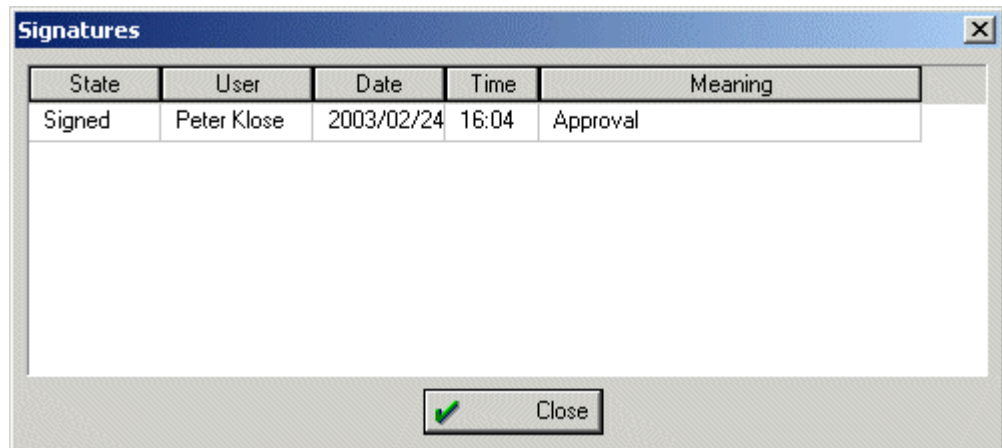 Signatures
State User Date Time Meaning
Signed Peter Klose 2003/02/24 16:04 Approval
Close